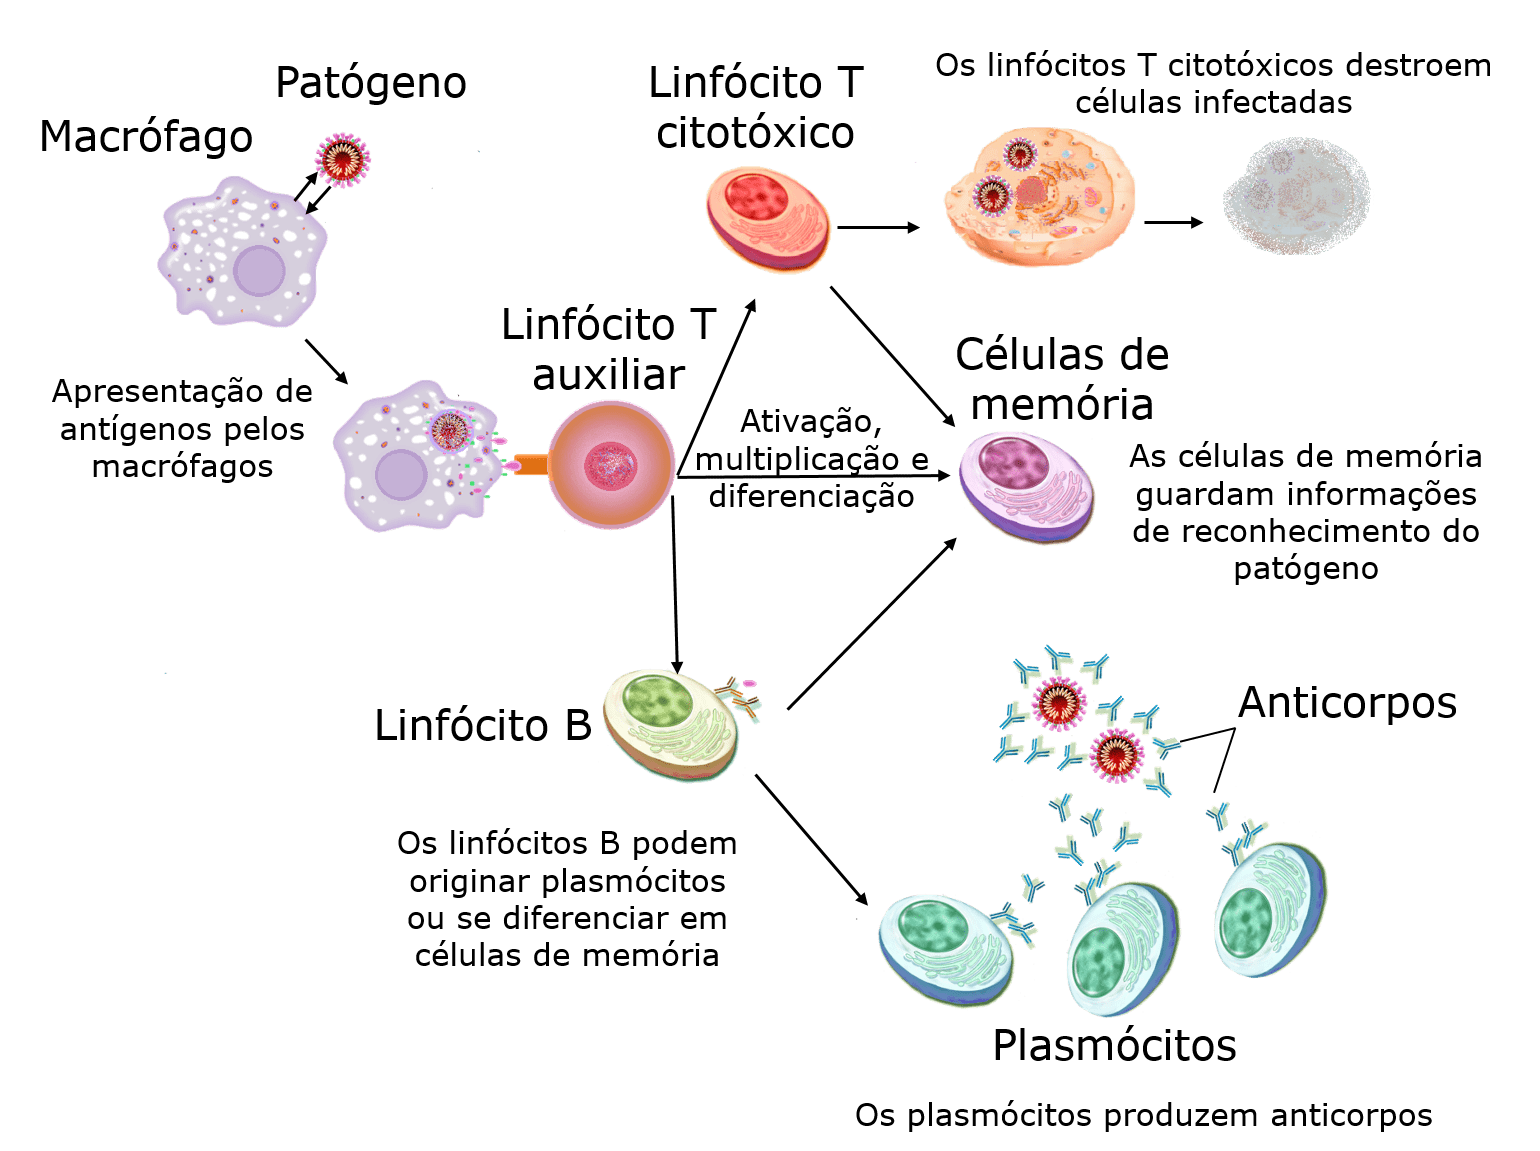 Patógeno
Macrófago
Linfócito T
citotóxico
Os linfócitos T citotóxicos destroem
células infectadas
Linfócito T
auxiliar
Apresentação de
antígenos pelos
macrófagos
Ativação,
multiplicação e
diferenciação
Células de
memória
As células de memória
guardam informações
de reconhecimento do
patógeno
Linfócito B
Anticorpos
Os linfócitos B podem
originar plasmócitos
ou se diferenciar em
células de memória
Plasmócitos
Os plasmócitos produzem anticorpos